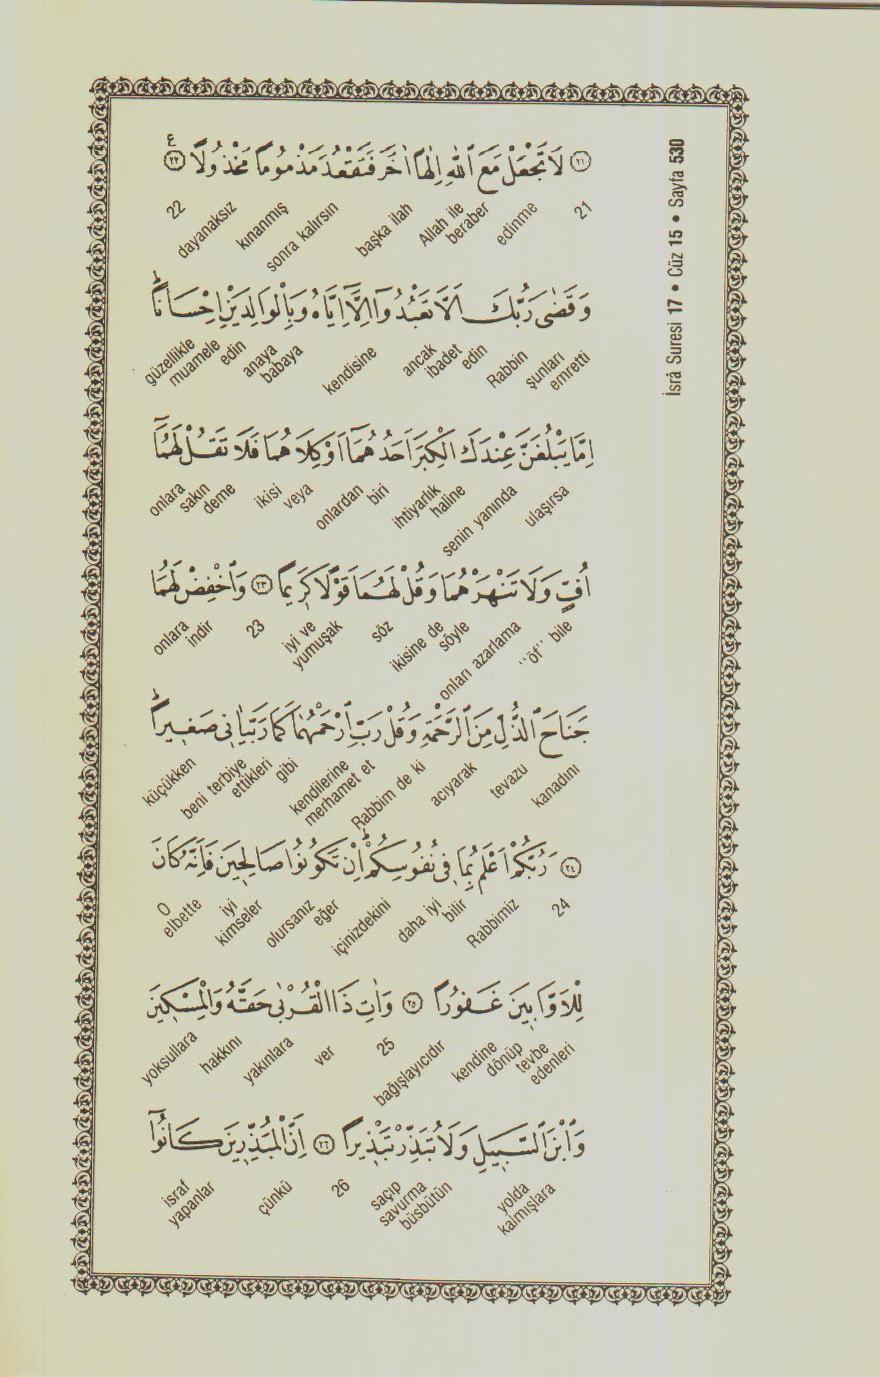 İsrâ Suresi 17 • Cüz 15 • Sayfa 530
﴿٢١﴾ لَا تَجْعَلْ مَعَ ٱللّٰهِ اِلٰهًا اٰخَرَ فَتَقْعُدَ مَذْمُومًا مَخْذُولًا ﴿٢٢﴾ ع
21 edinme Allah ile beraber başka ilah sonra kalırsın kınanmış dayanaksız 22
وَقَضٰى رَبُّكَ اَلَّا تَعْبُدُٓوا اِلَّٓا اِيَّاهُ وَبِالْوَالِدَيْنِ اِحْسَانًاۜ
şunları emretti Rabbin ancak ibadet edin kendisine anaya babaya güzellikle muamele edin
اِمَّا يَبْلُغَنَّ عِنْدَكَ الْكِبَرَ اَحَدُهُمَٓا اَوْ كِلَاهُمَا فَلَا تَقُلْ لَهُمَٓا
ulaşırsa senin yanında ihtiyarlık haline biri onlardan veya ikisi sakın deme onlara
اُفٍّ وَلَا تَنْهَرْهُمَا وَقُلْ لَهُمَا قَوْلًا كَرِيمًا ﴿٢٣﴾ وَٱخْفِضْ لَهُمَا
“öf” bile onları azarlama ikisine de söyle söz iyi ve yumuşak 23 indir onlara
جَنَاحَ ٱلذُّلِّ مِنَ ٱلرَّحْمَةِ وَقُلْ رَبِّ ٱرْحَمْهُمَا كَمَا رَبَّيَانِى صَغِيرًاۜ
kanadını tevazu acıyarak Rabbim de ki kendilerine merhamet et gibi beni terbiye ettikleri küçükken
﴿٢٤﴾ رَبُّكُمْ اَعْلَمُ بِمَا فِى نُفُوسِكُمْۜ اِنْ تَكُونُوا صَالِحِينَ فَاِنَّهُ كَانَ
24 Rabbimiz daha iyi bilir içinizdekini eğer olursanız iyi kimseler O elbette
لِلْاَوَّابِينَ غَفُورًا ﴿٢٥﴾ وَاٰتِ ذَا الْقُرْبٰى حَقَّهُ وَالْمِسْكِينَ
kendine dönüp tevbe edenleri bağışlayıcıdır 25 ver yakınlara hakkını yoksullara
وَٱبْنَ ٱلسَّبِيلِ وَلَا تُبَذِّرْ تَبْذِيرًا ﴿٢٦﴾ اِنَّ الْمُبَذِّرِينَ كَانُٓوا
yolda kalmışlara saçıp savurma büsbütün 26 çünkü israf yapanlar